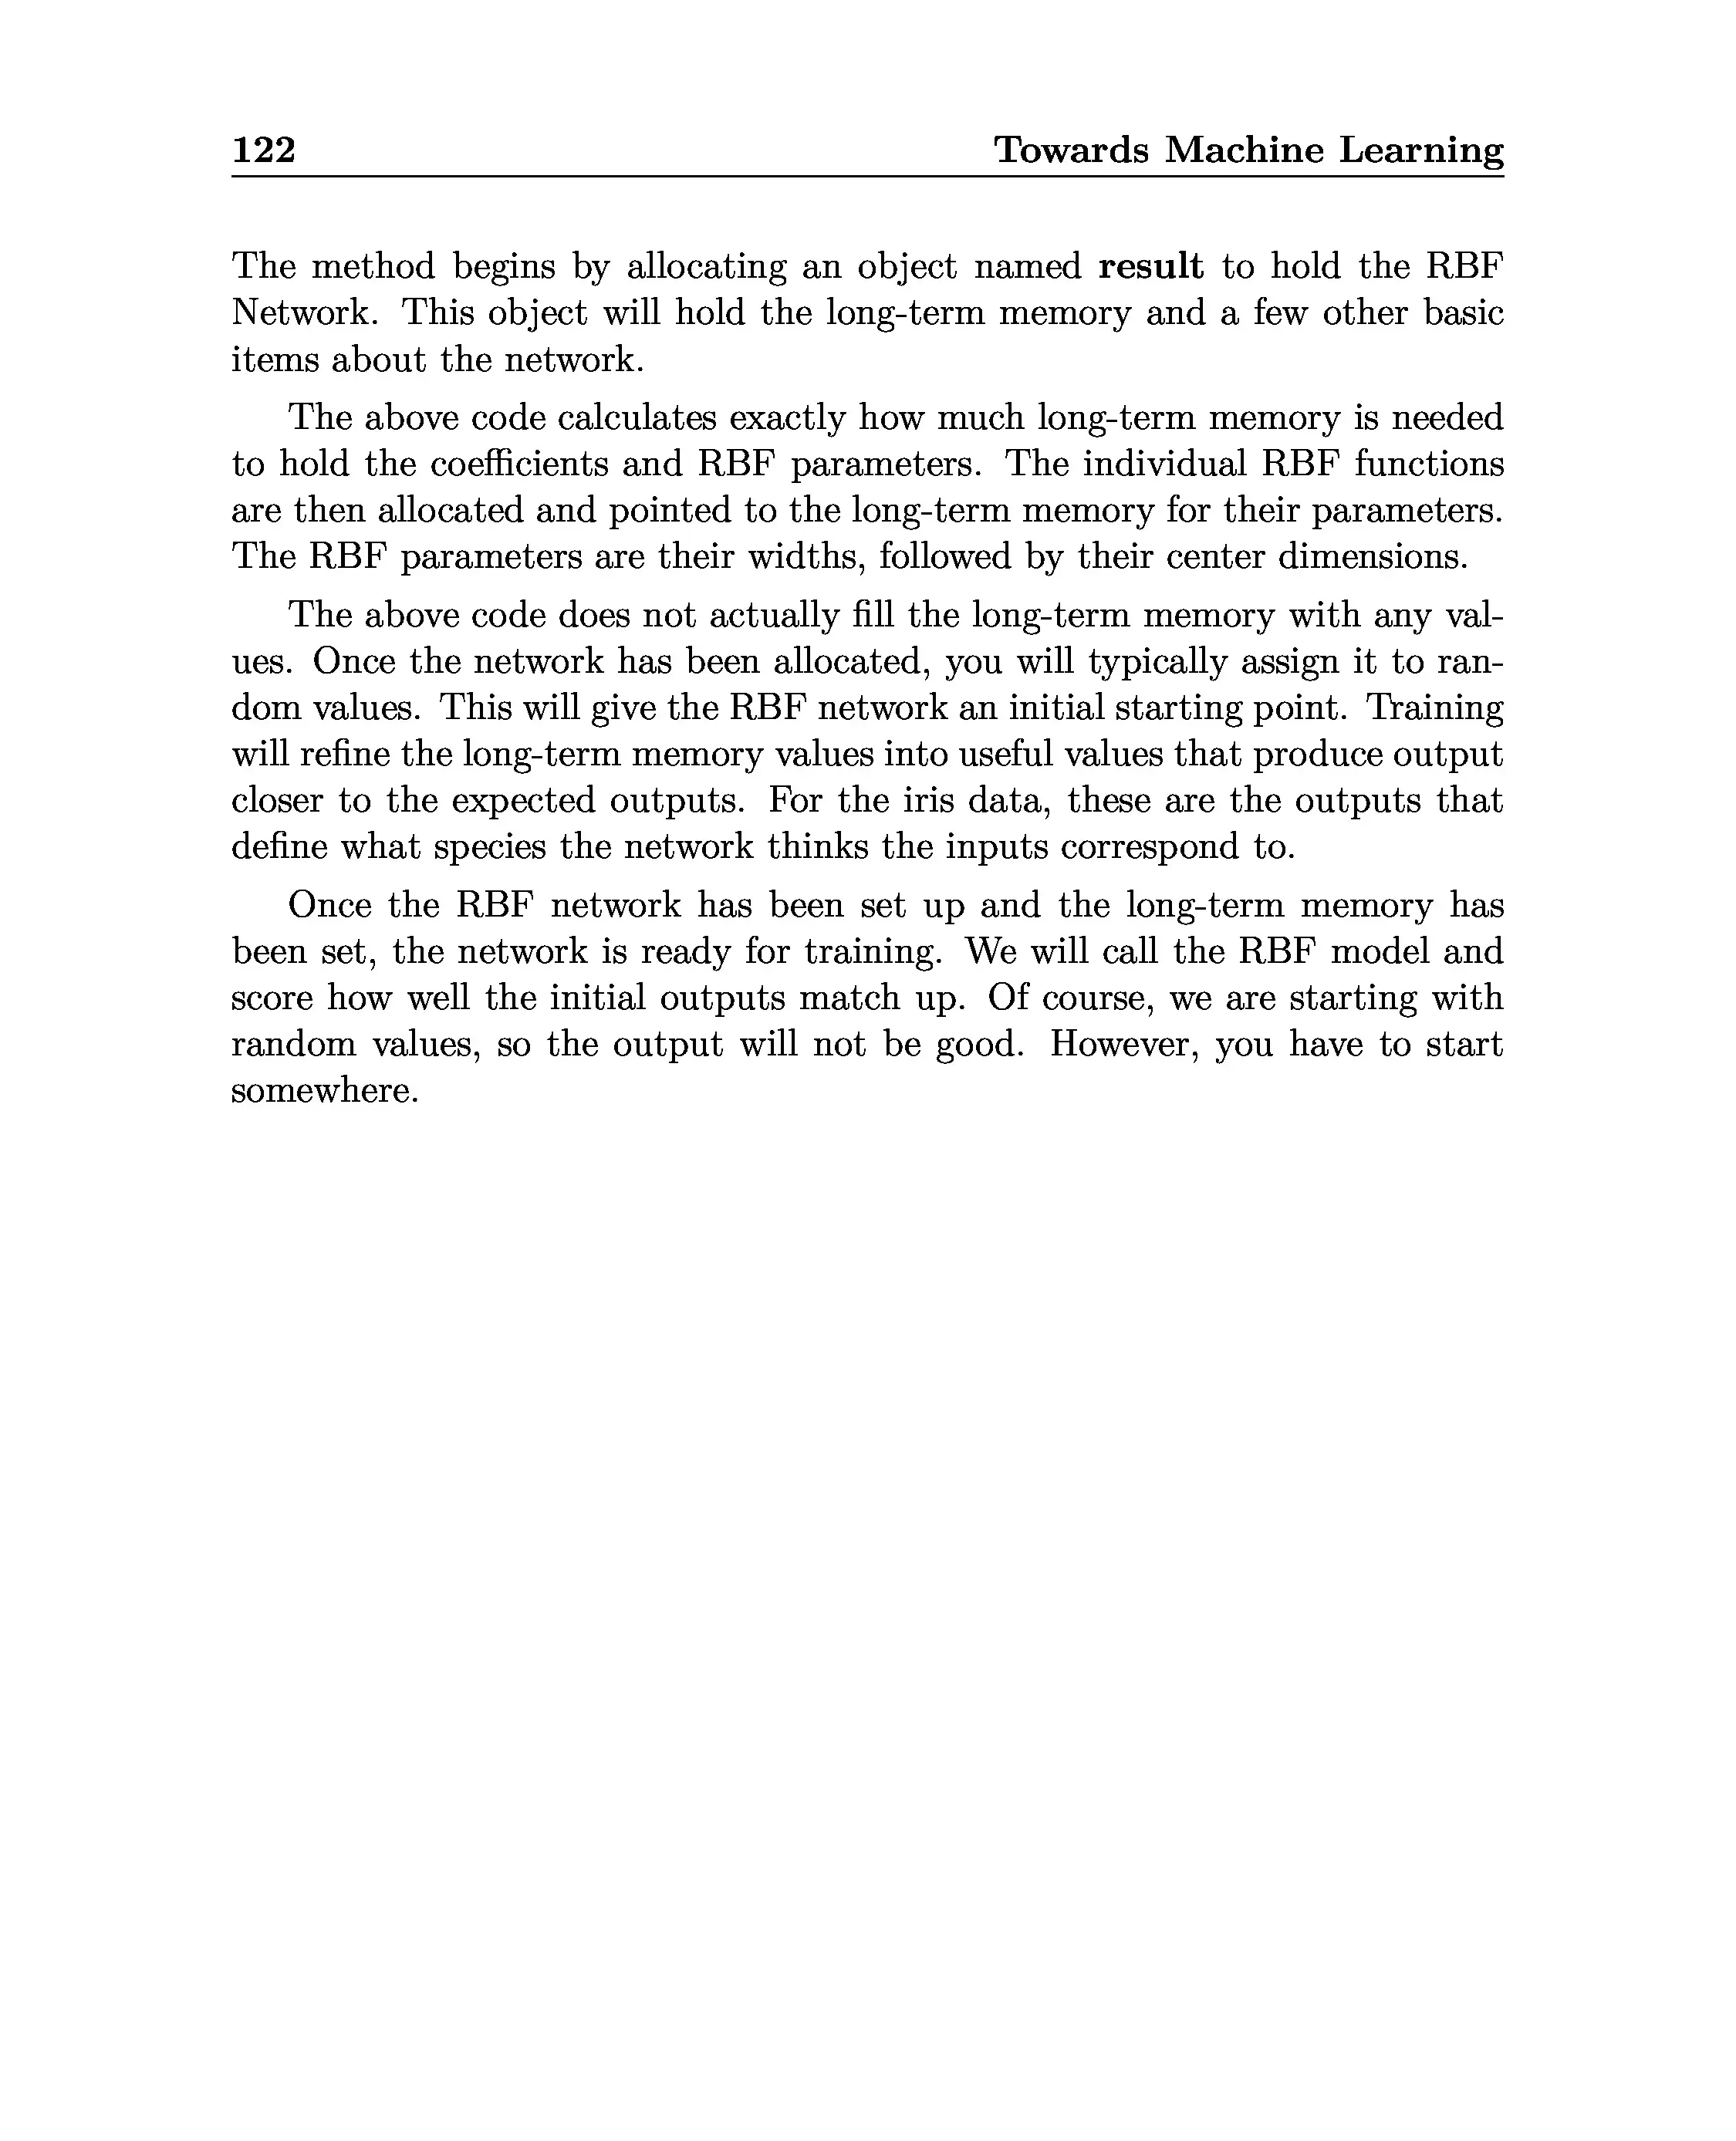 122 Towards Machine Learning
The method begins by allocating an object named result to hold the RBF
Network. This object will hold the long-term memory and a few other basic
items about the network.
The above code calculates exactly how much long-term memory is needed
to hold the coefficients and RBF parameters. The individual RBF functions
are then allocated and pointed to the long-term memory for their parameters.
The RBF parameters are their widths, followed by their center dimensions.
The above code does not actually fill the long-term memory with any val-
ues. Once the network has been allocated, you will typically assign it to ran-
dom values. This will give the RBF network an initial starting point. Training
will refine the long-term memory values into useful values that produce output
closer to the expected outputs. For the iris data, these are the outputs that
define what species the network thinks the inputs correspond to.
Once the RBF network has been set up and the long-term memory has
been set, the network is ready for training. We will call the RBF model and
score how well the initial outputs match up. Of course, we are starting with
random values, so the output will not be good. However, you have to start
somewhere.